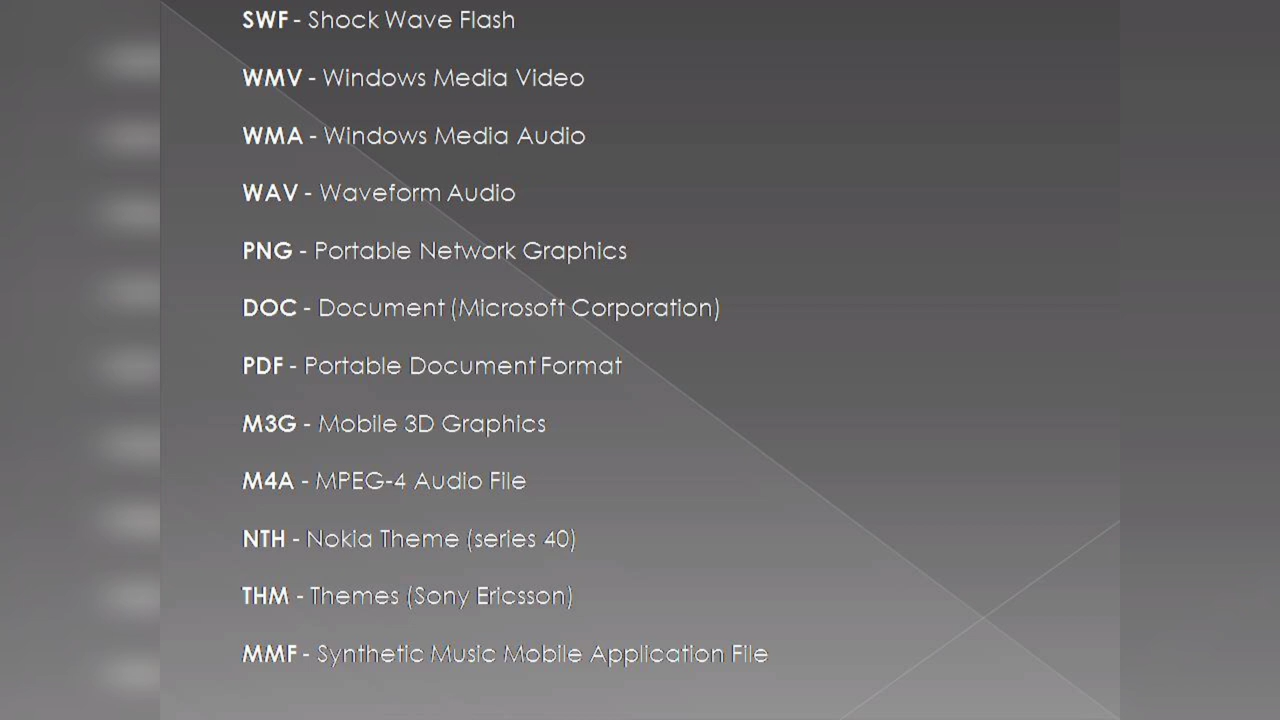 SWF - Shock Wave Flash
WMV - Windows Media Video
WMA - Windows Media Audio
WAV - Waveform Audio
PNG - Portable Network Graphics
DOC - Document (Microsoft Corporation)
PDF - Portable Document Format
M3G - Mobile 3D Graphics
M4A - MPEG-4 Audio File
NTH - Nokia Theme (series 40)
THM - Themes (Sony Ericsson)
MMF - Synthetic Music Mobile Application File